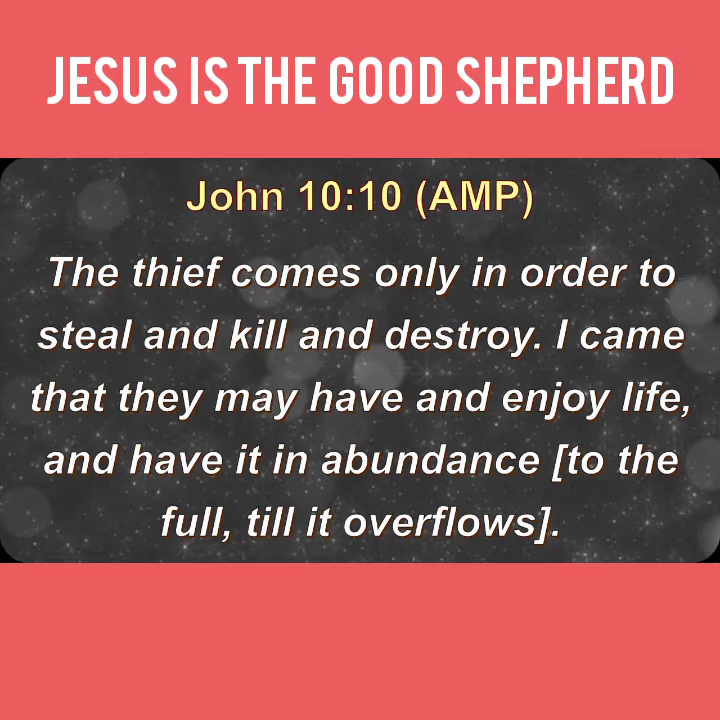 JESUS IS THE GOOD SHEPHERD
John 10:10 (AMP)
The thief comes only in order to
steal and kill and destroy. I came
that they may have and enjoy life,
and have it in abundance [to the
full, till it overflows].